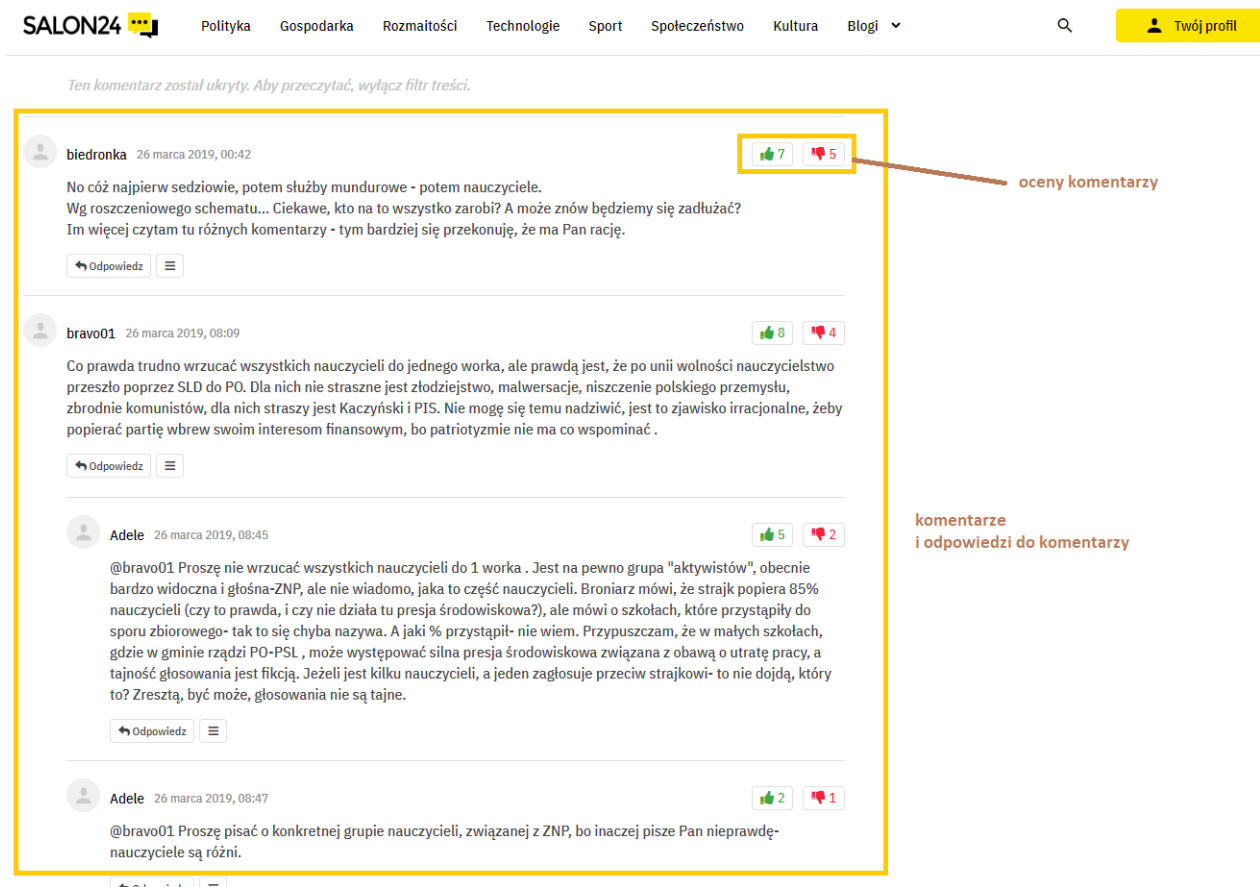 SALON24 Polityka Gospodarka Rozmaitości Technologie Sport Społeczeństwo Kultura Blogi Twój profil
Ten komentarz został ukryty. Aby przeczytać, wyłącz filtr treści.
biedronka 26 marca 2019, 00:42 7 5
oceny komentarzy
No cóż najpierw sedziowie, potem służby mundurowe - potem nauczyciele.
Wg roszczeniowego schematu... Ciekawe, kto na to wszystko zarobi? A może znów będziemy się zadłużać?
Im więcej czytam tu różnych komentarzy - tym bardziej się przekonuję, że ma Pan rację.
Odpowiedz
bravo01 26 marca 2019, 08:09 8 4
Co prawda trudno wrzucać wszystkich nauczycieli do jednego worka, ale prawdą jest, że po unii wolności nauczycielstwo
przeszło poprzez SLD do PO. Dla nich nie straszne jest złodziejstwo, malwersacje, niszczenie polskiego przemysłu,
zbrodnie komunistów, dla nich straszy jest Kaczyński i PIS. Nie mogę się temu nadziwić, jest to zjawisko irracjonalne, żeby
popierać partię wbrew swoim interesom finansowym, bo patriotyzmie nie ma co wspominać .
Odpowiedz
Adele 26 marca 2019, 08:45 5 2
komentarze
i odpowiedzi do komentarzy
@bravo01 Proszę nie wrzucać wszystkich nauczycieli do 1 worka . Jest na pewno grupa "aktywistów", obecnie
bardzo widoczna i głośna-ZNP, ale nie wiadomo, jaka to część nauczycieli. Broniarz mówi, że strajk popiera 85%
nauczycieli (czy to prawda, i czy nie działa tu presja środowiskowa?), ale mówi o szkołach, które przystąpiły do
sporu zbiorowego- tak to się chyba nazywa. A jaki % przystąpił- nie wiem. Przypuszczam, że w małych szkołach,
gdzie w gminie rządzi PO-PSL , może występować silna presja środowiskowa związana z obawą o utratę pracy, a
tajność głosowania jest fikcją. Jeżeli jest kilku nauczycieli, a jeden zagłosuje przeciw strajkowi- to nie dojdą, który
to? Zresztą, być może, głosowania nie są tajne.
Odpowiedz
Adele 26 marca 2019, 08:47 2 1
@bravo01 Proszę pisać o konkretnej grupie nauczycieli, związanej z ZNP, bo inaczej pisze Pan nieprawdę-
nauczyciele są różni.